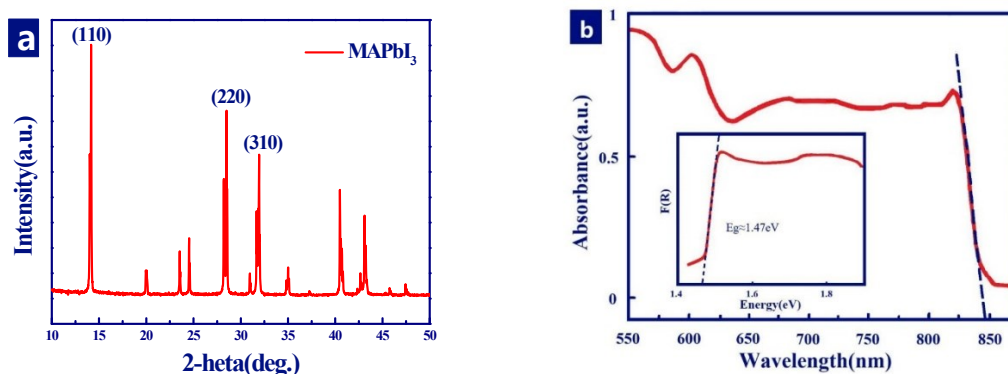 a
(110)
MAPbI3
(220)
(310)
Intensity(a.u.)
10 15 20 25 30 35 40 45 50
2-heta(deg.)
b
1
0.5
0
Absorbance(a.u.)
F(R)
Eg≈1.47eV
1.4 1.6 1.8
Energy(eV)
550 600 650 700 750 800 850
Wavelength(nm)